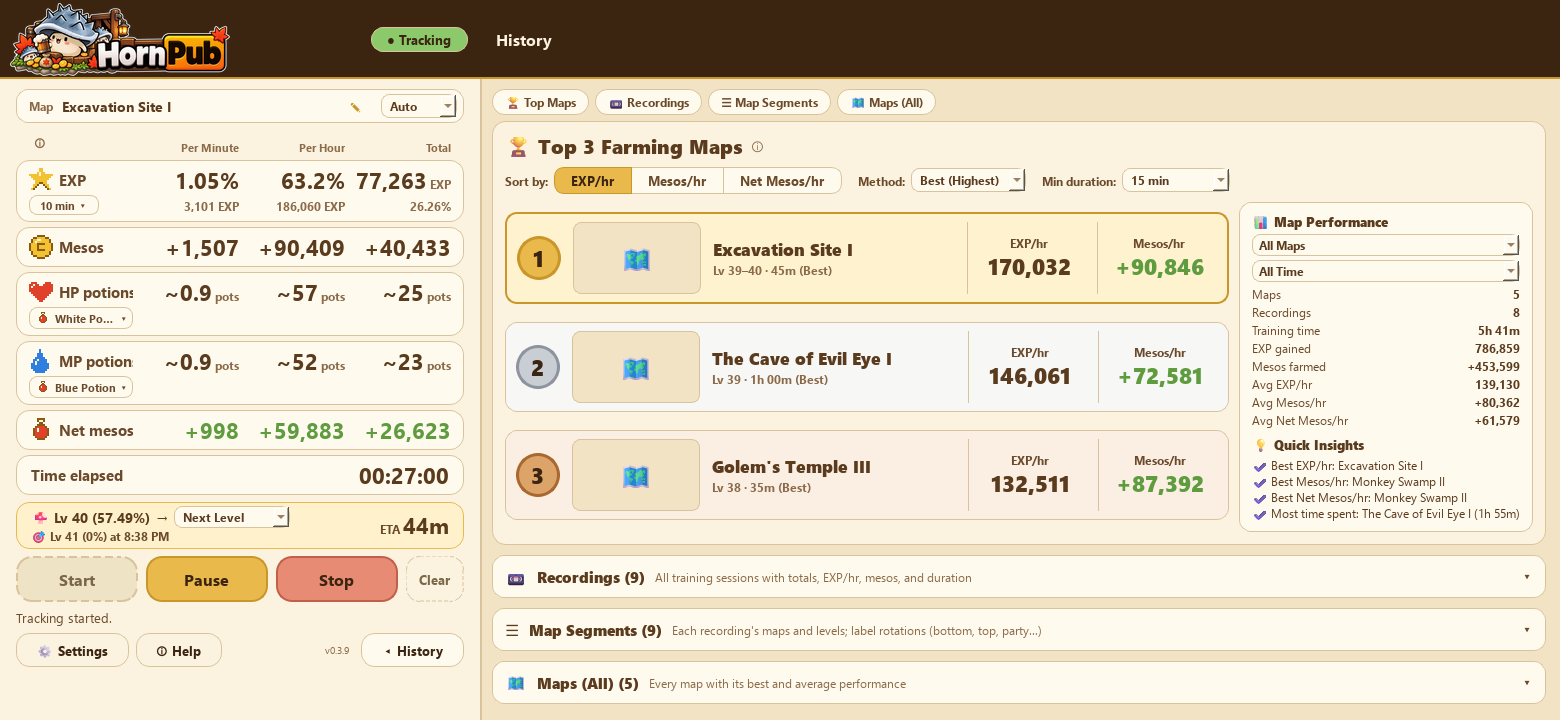 HornPub
● Tracking
History
Map Excavation Site I
Auto
Per Minute Per Hour Total
EXP 1.05% 63.2% 77,263 EXP
10 min 3,101 EXP 186,060 EXP 26.26%
Mesos +1,507 +90,409 +40,433
HP potions ~0.9 pots ~57 pots ~25 pots
White Po...
MP potion ~0.9 pots ~52 pots ~23 pots
Blue Potion
Net mesos +998 +59,883 +26,623
Time elapsed 00:27:00
Lv 40 (57.49%) → Next Level
Lv 41 (0%) at 8:38 PM
ETA 44m
Start Pause Stop Clear
Tracking started.
Settings Help v0.3.9 History
Top Maps Recordings Map Segments Maps (All)
Top 3 Farming Maps
Sort by: EXP/hr Mesos/hr Net Mesos/hr Method: Best (Highest) Min duration: 15 min
1 Excavation Site I
Lv 39–40 · 45m (Best)
EXP/hr Mesos/hr
170,032 +90,846
2 The Cave of Evil Eye I
Lv 39 · 1h 00m (Best)
EXP/hr Mesos/hr
146,061 +72,581
3 Golem's Temple III
Lv 38 · 35m (Best)
EXP/hr Mesos/hr
132,511 +87,392
Map Performance
All Maps
All Time
Maps 5
Recordings 8
Training time 5h 41m
EXP gained 786,859
Mesos farmed +453,599
Avg EXP/hr 139,130
Avg Mesos/hr +80,362
Avg Net Mesos/hr +61,579
Quick Insights
Best EXP/hr: Excavation Site I
Best Mesos/hr: Monkey Swamp II
Best Net Mesos/hr: Monkey Swamp II
Most time spent: The Cave of Evil Eye I (1h 55m)
Recordings (9) All training sessions with totals, EXP/hr, mesos, and duration
Map Segments (9) Each recording's maps and levels; label rotations (bottom, top, party...)
Maps (All) (5) Every map with its best and average performance